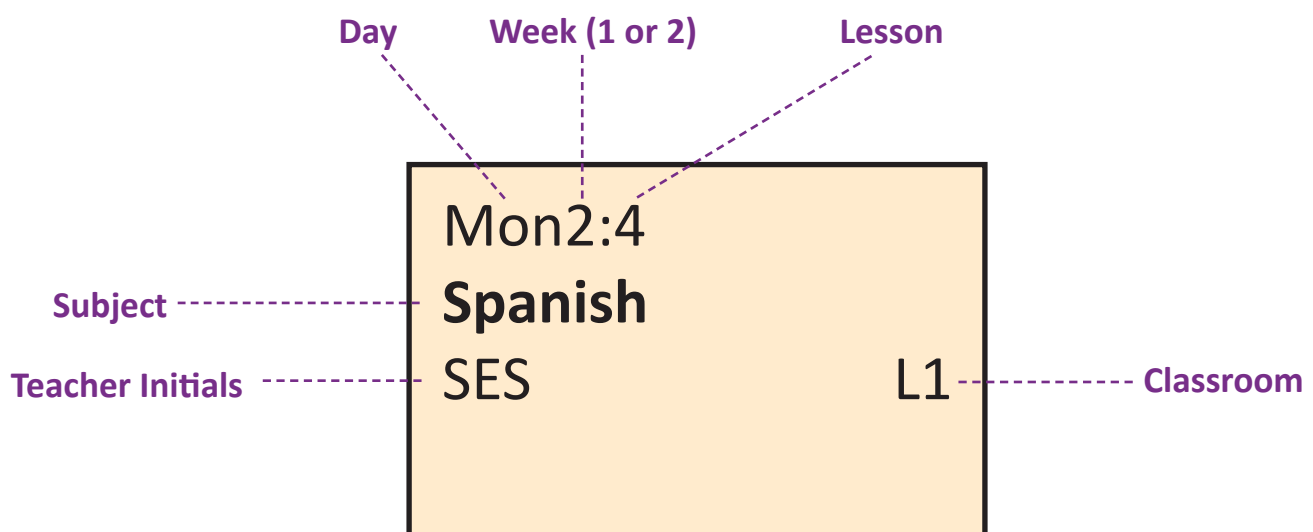 Day Week (1 or 2) Lesson
Mon2:4
Subject Spanish
Teacher Initials SES L1 Classroom